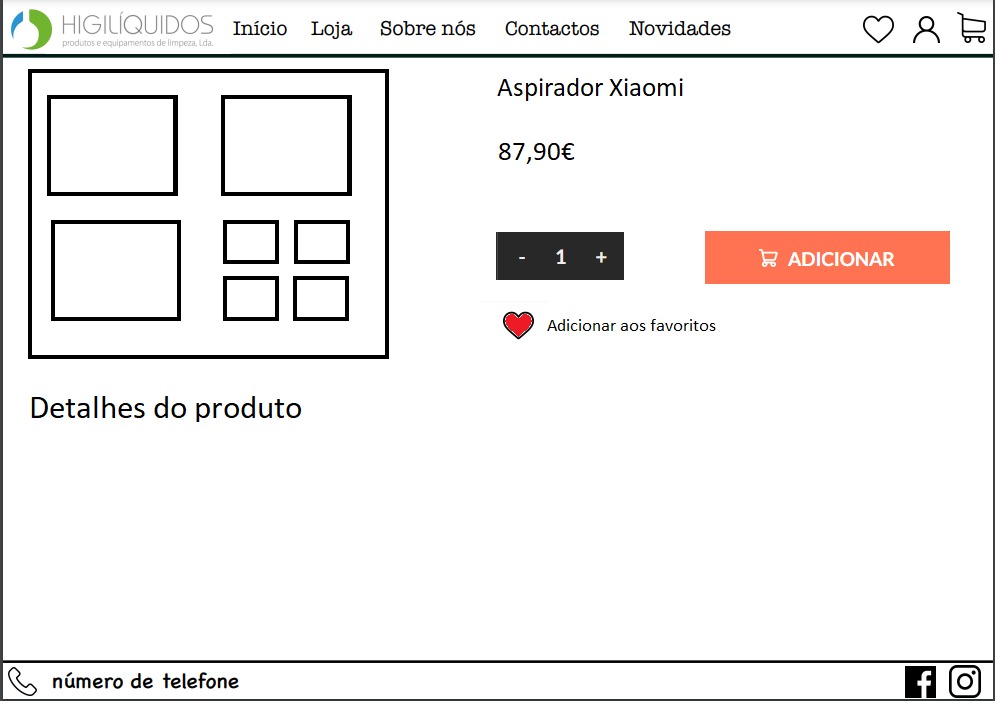 HIGILÍQUIDOS
produtos e equipamentos de limpeza, Lda.
Início Loja Sobre nós Contactos Novidades
Aspirador Xiaomi
87,90€
- 1 +
ADICIONAR
Adicionar aos favoritos
Detalhes do produto
número de telefone